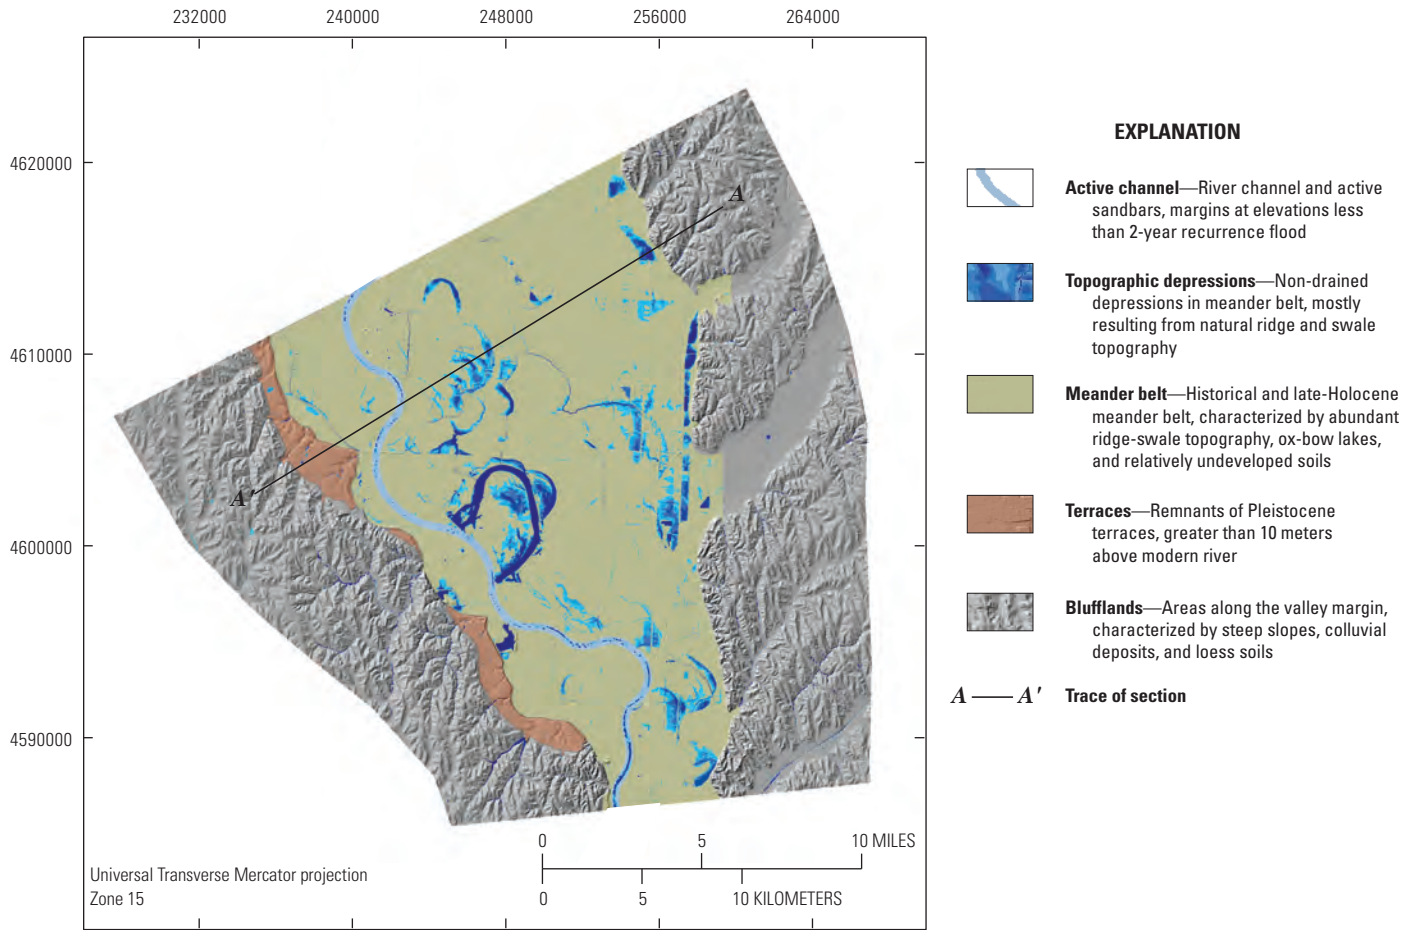 232000 240000 248000 256000 264000
4620000
4610000
4600000
4590000
A
A'
EXPLANATION
Active channel—River channel and active
sandbars, margins at elevations less
than 2-year recurrence flood
Topographic depressions—Non-drained
depressions in meander belt, mostly
resulting from natural ridge and swale
topography
Meander belt—Historical and late-Holocene
meander belt, characterized by abundant
ridge-swale topography, ox-bow lakes,
and relatively undeveloped soils
Terraces—Remnants of Pleistocene
terraces, greater than 10 meters
above modern river
Blufflands—Areas along the valley margin,
characterized by steep slopes, colluvial
deposits, and loess soils
A — A' Trace of section
0 5 10 MILES
0 5 10 KILOMETERS
Universal Transverse Mercator projection
Zone 15